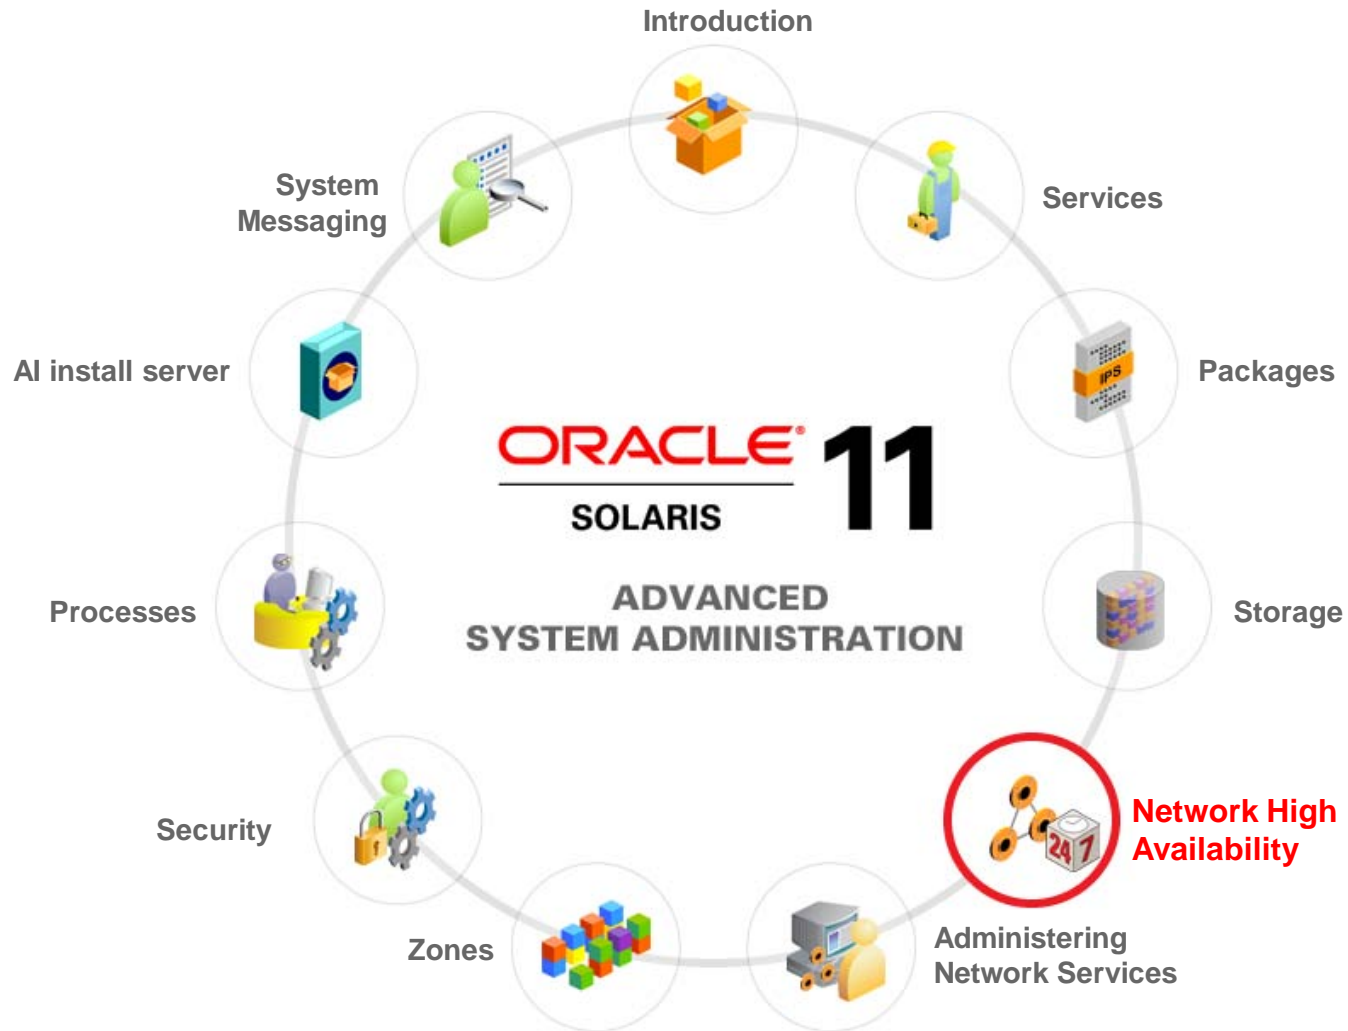 Introduction
System
Messaging
Services
AI install server
IPS
Packages
ORACLE® 11
SOLARIS
ADVANCED
SYSTEM ADMINISTRATION
Processes
Storage
Security
24 7
Network High
Availability
Zones
Administering
Network Services